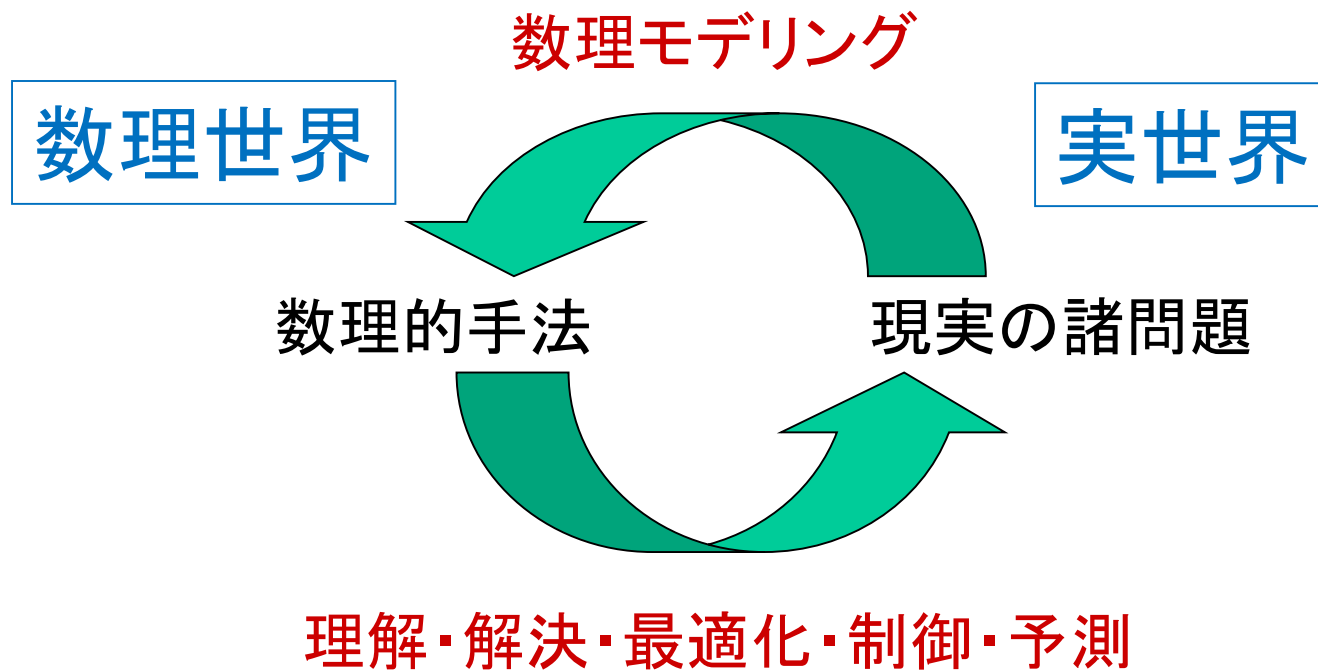 数理モデリング
数理世界
実世界
数理的手法
現実の諸問題
理解・解決・最適化・制御・予測